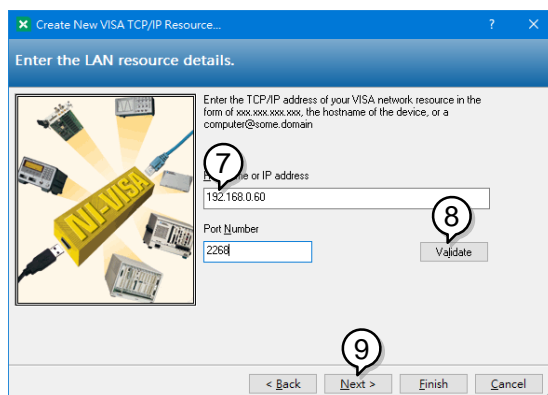 Create New VISA TCP/IP Resource...
?
Enter the LAN resource details.
Enter the TCP/IP address of your VISA network resource in the
form of xxx.xxx.xxx.xxx, the hostname of the device, or a
computer@some.domain
NI-VISA
7
or IP address
192.168.0.60
8
Port Number
2268
Validate
9
< Back
Next >
Finish
Cancel